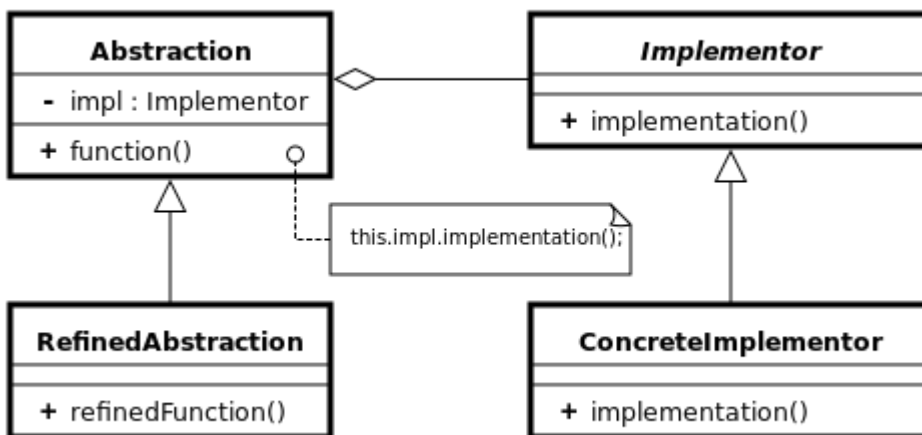 Abstraction
- impl : Implementor
+ function()
Implementor
+ implementation()
this.impl.implementation();
RefinedAbstraction
+ refinedFunction()
ConcreteImplementor
+ implementation()